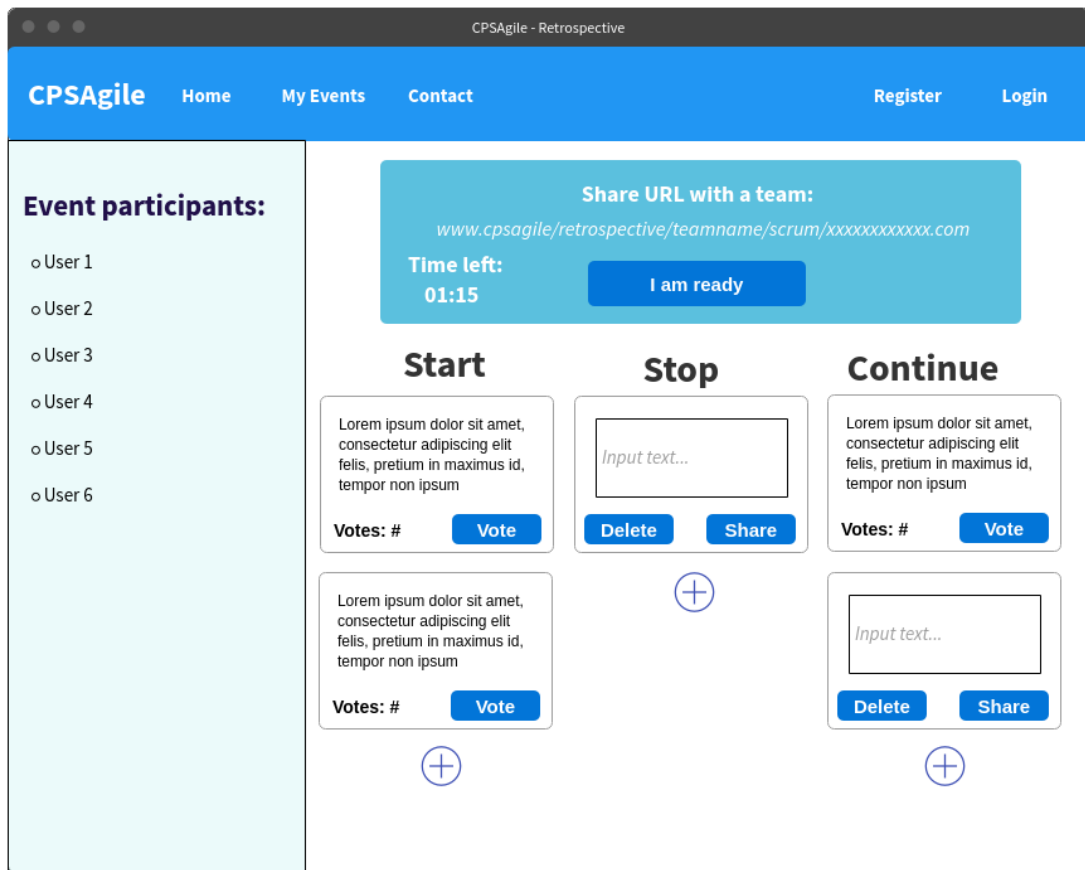 CPSAgile - Retrospective
CPSAgile Home My Events Contact Register Login
Event participants:
User 1
User 2
User 3
User 4
User 5
User 6
Share URL with a team:
www.cpsagile/retrospective/teamname/scrum/xxxxxxxxxxxx.com
Time left:
01:15
I am ready
Start
Lorem ipsum dolor sit amet,
consectetur adipiscing elit
felis, pretium in maximus id,
tempor non ipsum
Votes: # Vote
Lorem ipsum dolor sit amet,
consectetur adipiscing elit
felis, pretium in maximus id,
tempor non ipsum
Votes: # Vote
Stop
Input text...
Delete Share
Continue
Lorem ipsum dolor sit amet,
consectetur adipiscing elit
felis, pretium in maximus id,
tempor non ipsum
Votes: # Vote
Input text...
Delete Share